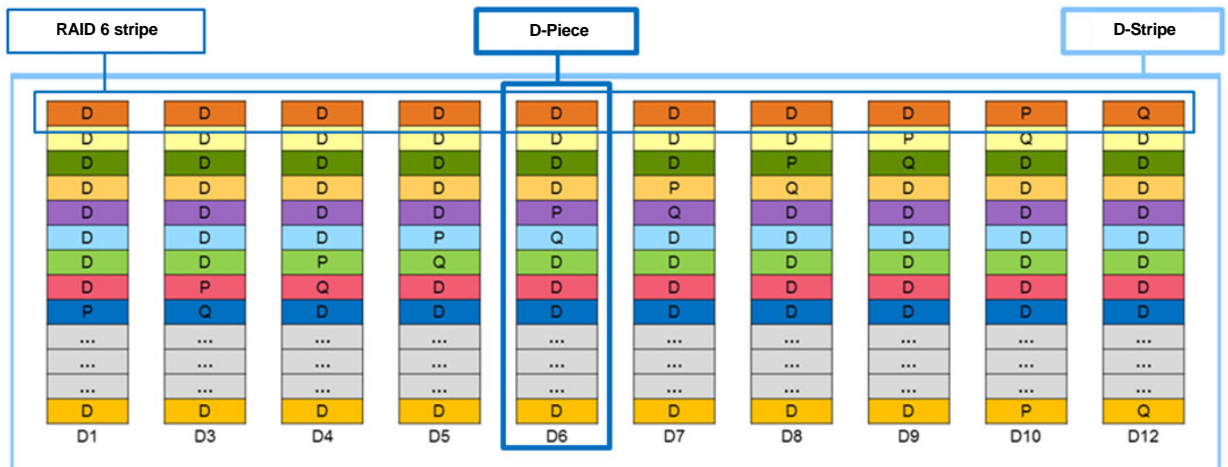 RAID 6 stripe D-Piece D-Stripe
D D D D D D D D P Q
D D D D D D D P Q D
D D D D D D P Q D D
D D D D D P Q D D D
D D D D P Q D D D D
D D D P Q D D D D D
D D P Q D D D D D D
D P Q D D D D D D D
P Q D D D D D D D D
... ... ... ... ... ... ... ... ... ...
... ... ... ... ... ... ... ... ... ...
... ... ... ... ... ... ... ... ... ...
D D D D D D D D P Q
D1 D3 D4 D5 D6 D7 D8 D9 D10 D12